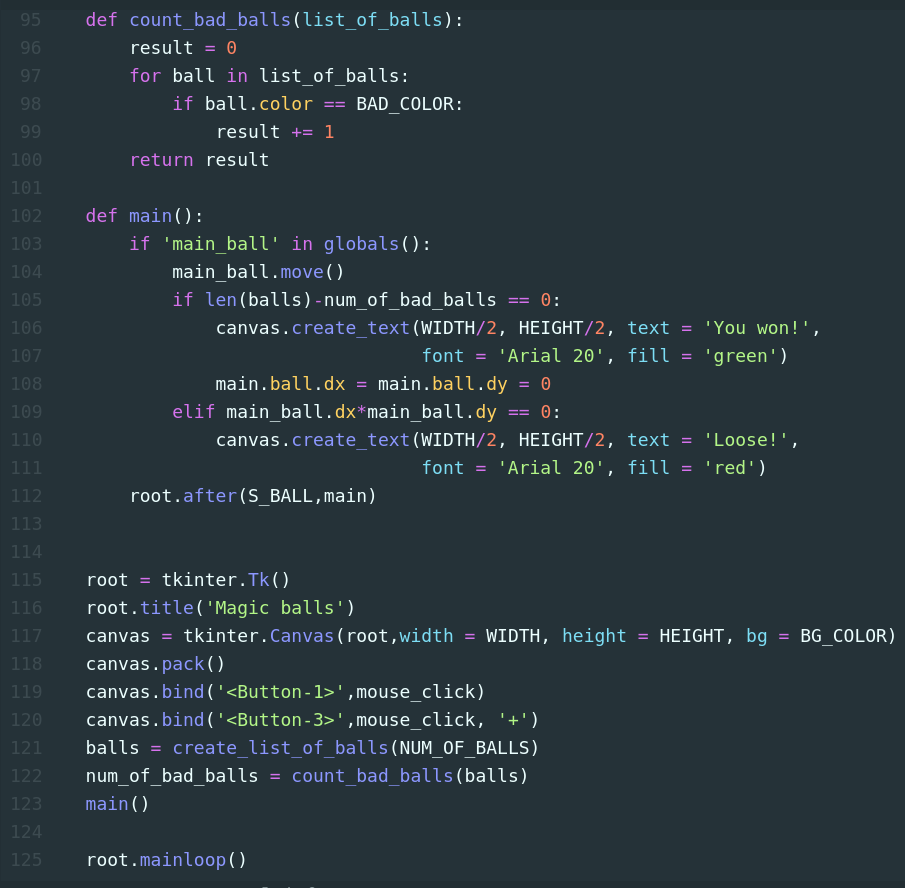 95 def count_bad_balls(list_of_balls):
96 result = 0
97 for ball in list_of_balls:
98 if ball.color == BAD_COLOR:
99 result += 1
100 return result
101
102 def main():
103 if 'main_ball' in globals():
104 main_ball.move()
105 if len(balls)-num_of_bad_balls == 0:
106 canvas.create_text(WIDTH/2, HEIGHT/2, text = 'You won!',
107 font = 'Arial 20', fill = 'green')
108 main.ball.dx = main.ball.dy = 0
109 elif main_ball.dx*main_ball.dy == 0:
110 canvas.create_text(WIDTH/2, HEIGHT/2, text = 'Loose!',
111 font = 'Arial 20', fill = 'red')
112 root.after(S_BALL,main)
113
114
115 root = tkinter.Tk()
116 root.title('Magic balls')
117 canvas = tkinter.Canvas(root,width = WIDTH, height = HEIGHT, bg = BG_COLOR)
118 canvas.pack()
119 canvas.bind('<Button-1>',mouse_click)
120 canvas.bind('<Button-3>',mouse_click, '+')
121 balls = create_list_of_balls(NUM_OF_BALLS)
122 num_of_bad_balls = count_bad_balls(balls)
123 main()
124
125 root.mainloop()